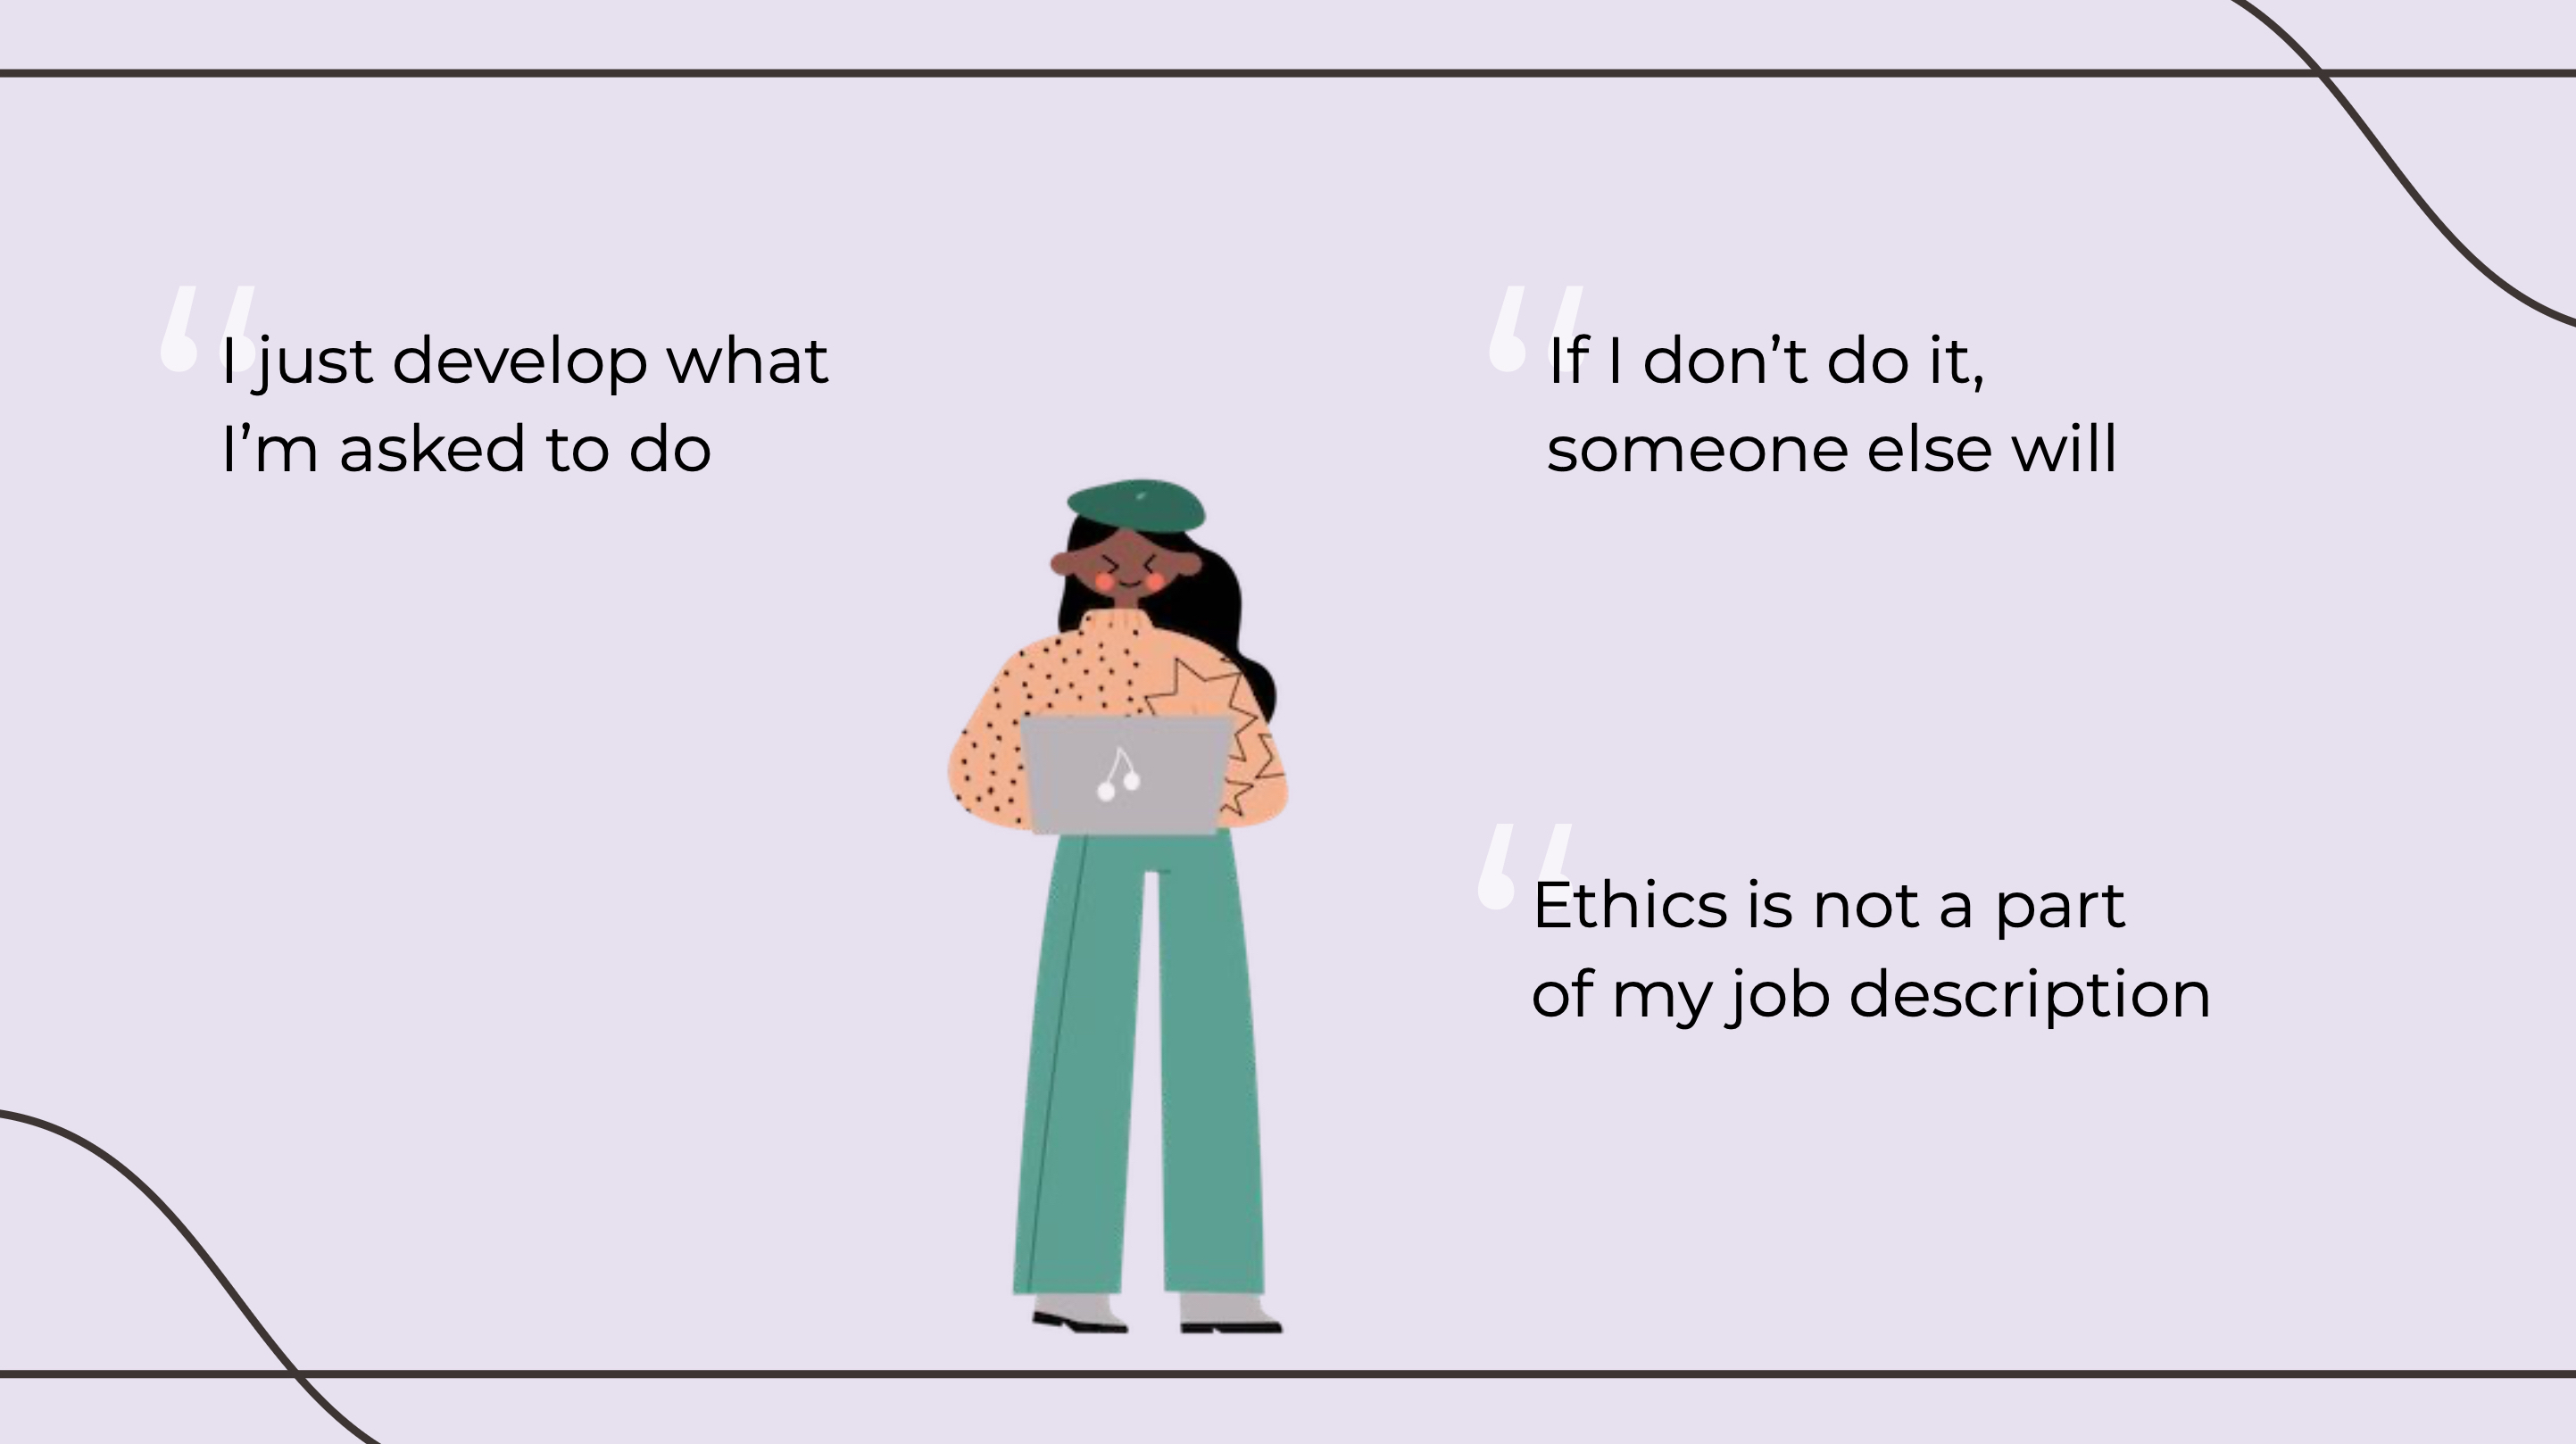 I just develop what
I’m asked to do
If I don’t do it,
someone else will
Ethics is not a part
of my job description